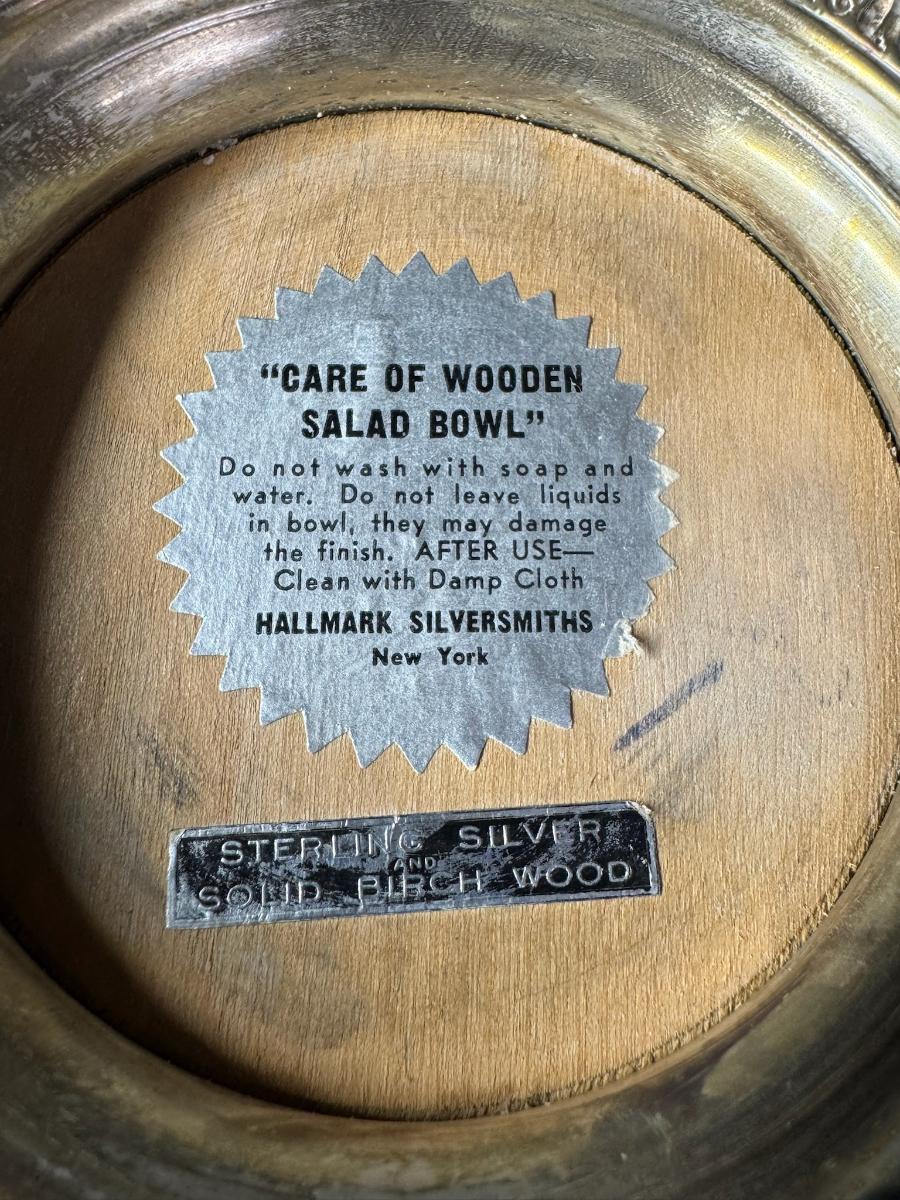 "CARE OF WOODEN
SALAD BOWL"
Do not wash with soap and
water. Do not leave liquids
in bowl, they may damage
the finish. AFTER USE—
Clean with Damp Cloth
HALLMARK SILVERSMITHS
New York
STERLING SILVER
AND
SOLID BIRCH WOOD